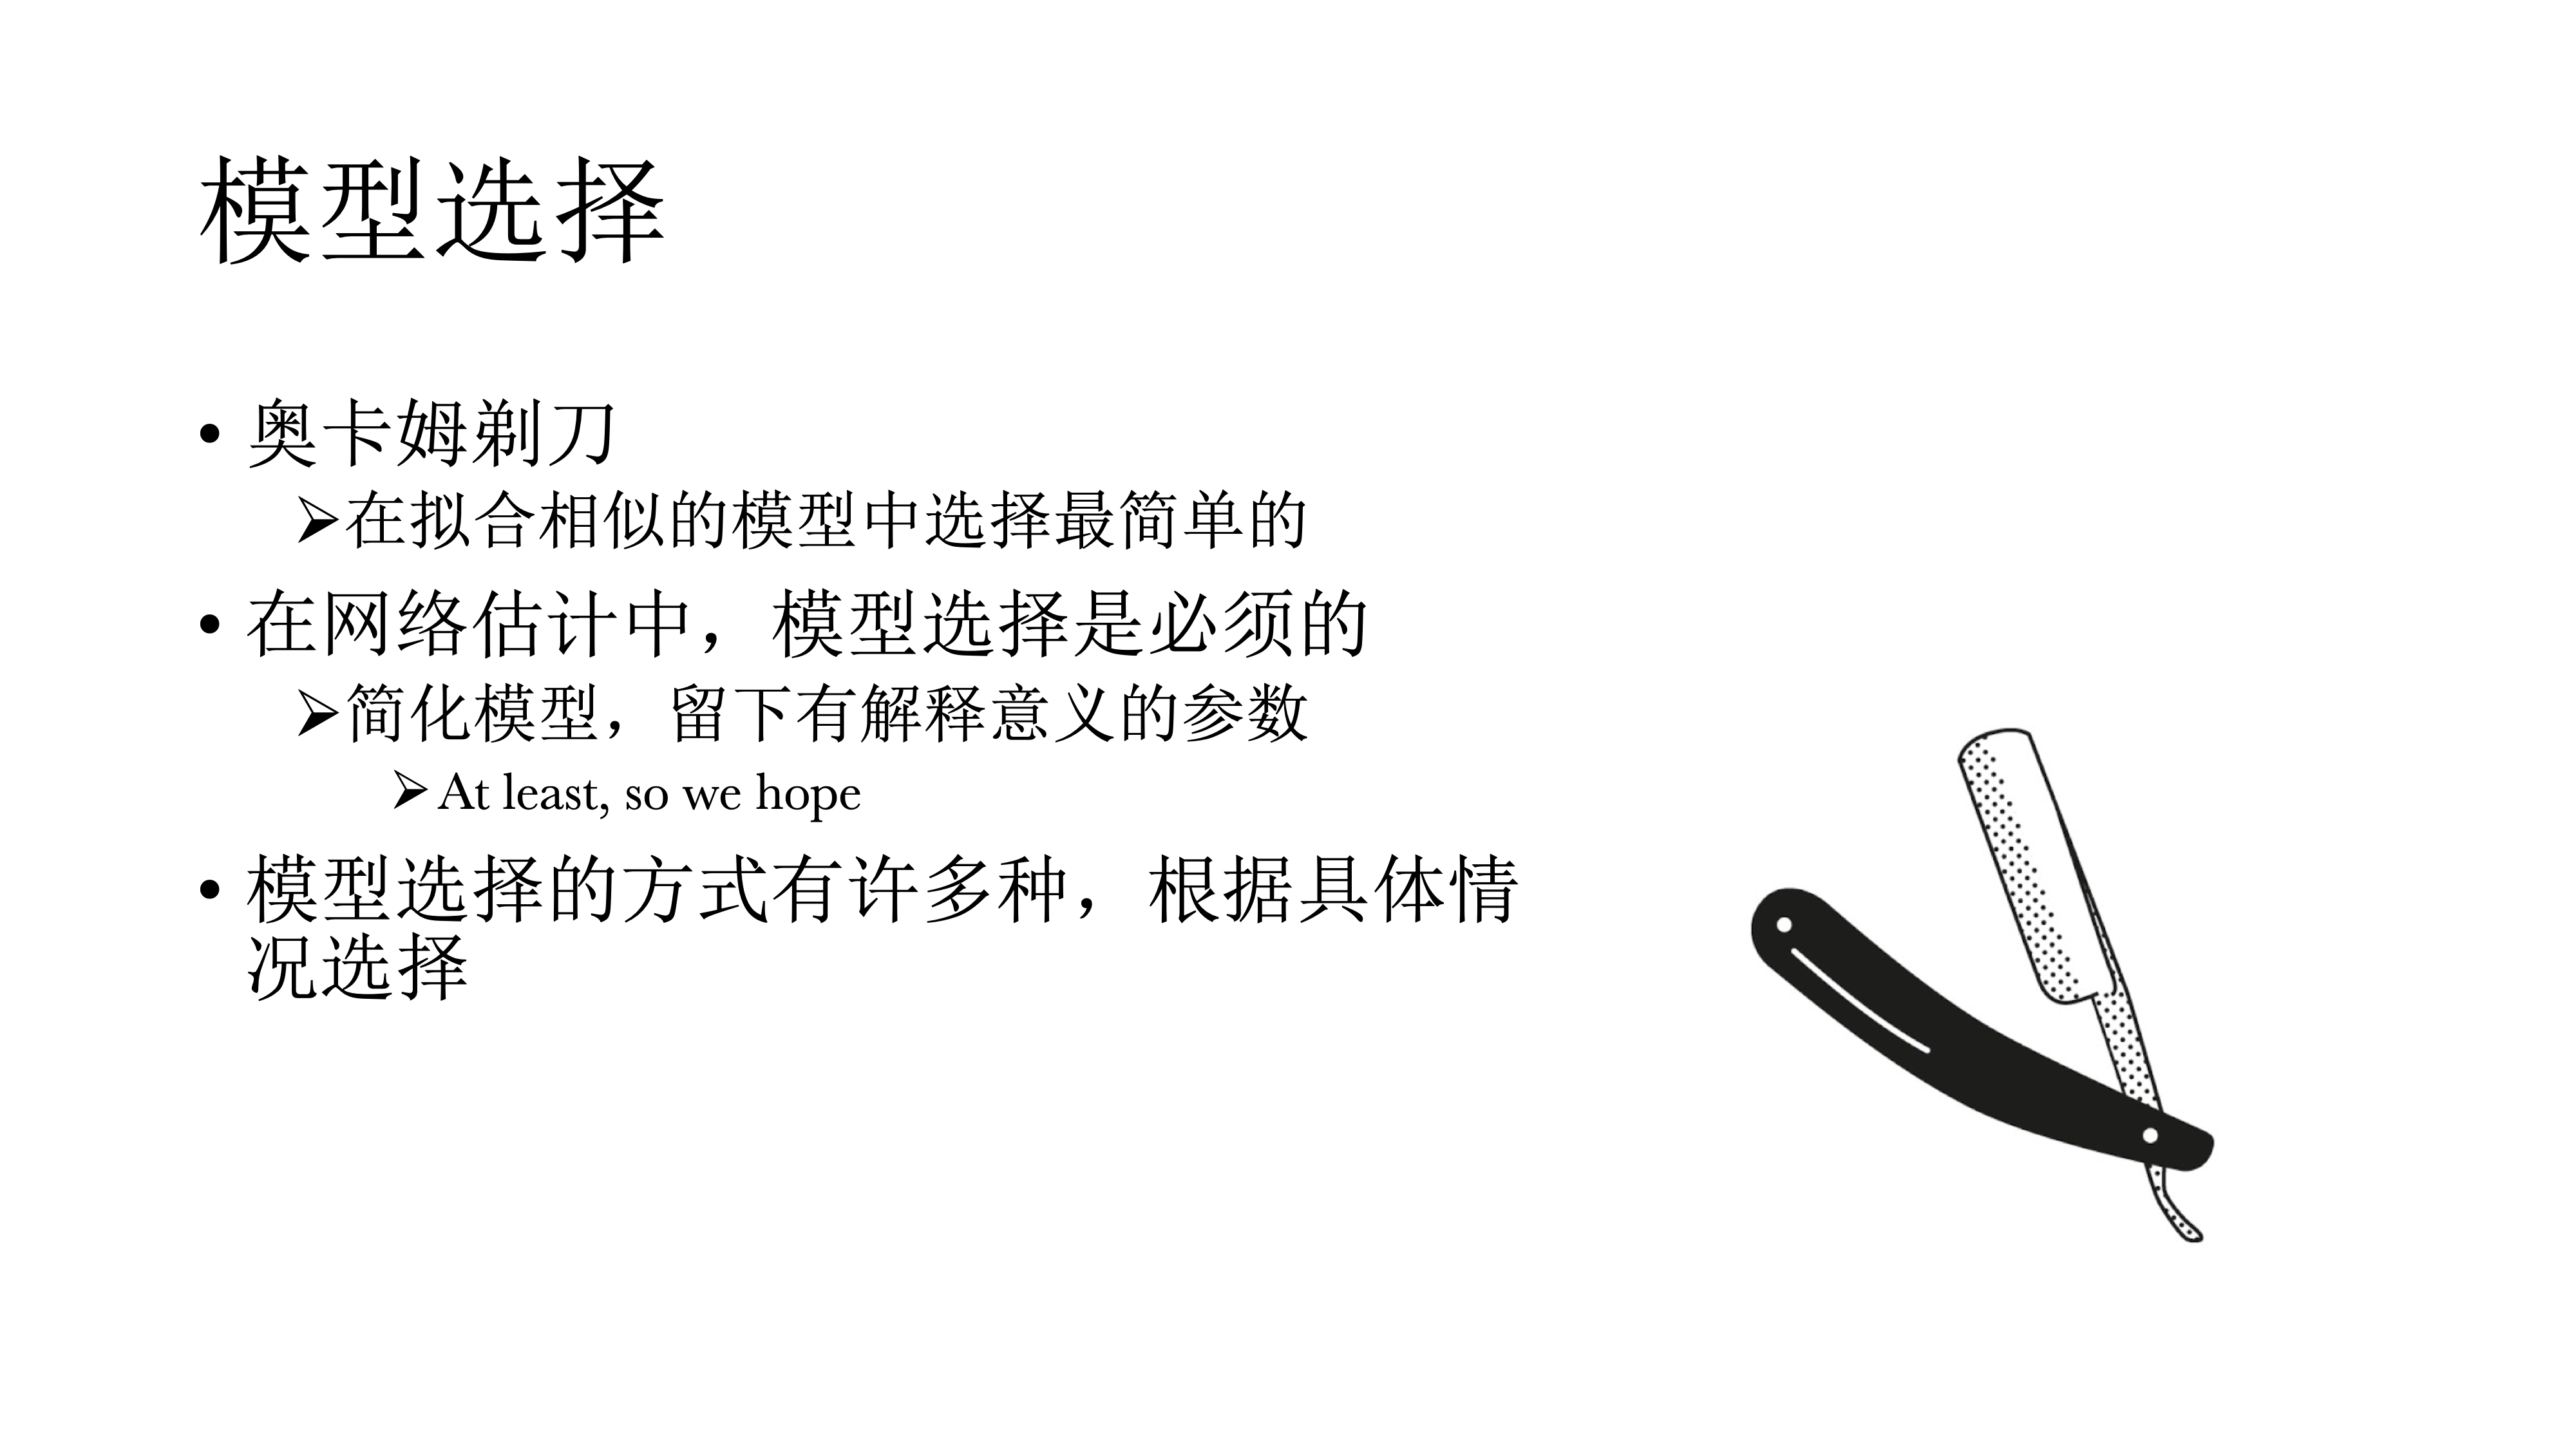 模型选择
• 奥卡姆剃刀
➢在拟合相似的模型中选择最简单的
• 在网络估计中，模型选择是必须的
➢简化模型，留下有解释意义的参数
➢At least, so we hope
• 模型选择的方式有许多种，根据具体情
况选择